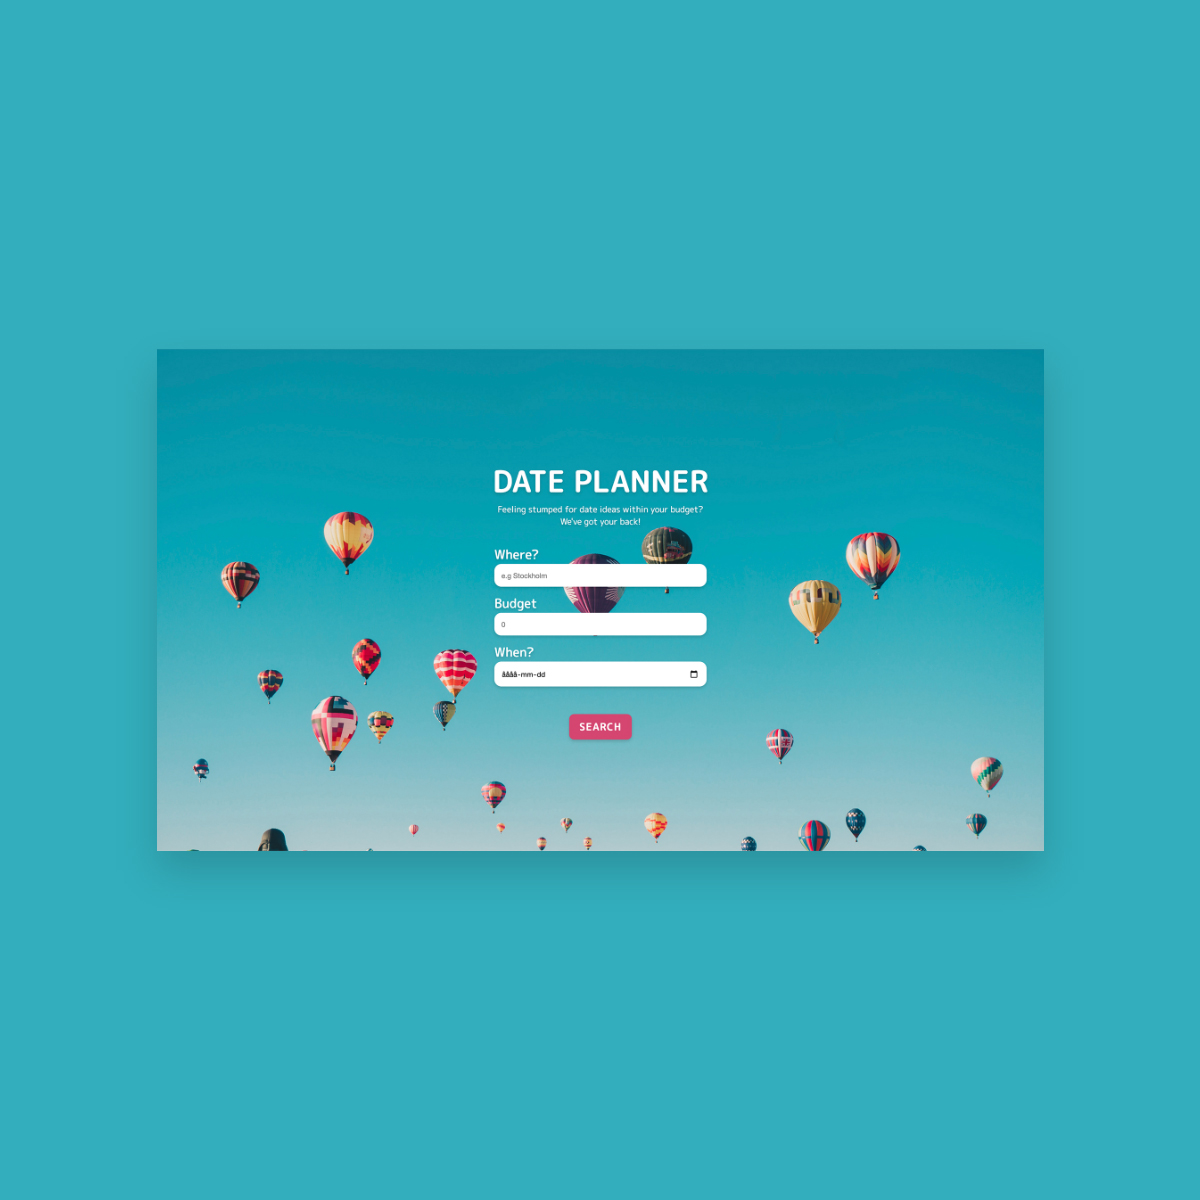 DATE PLANNER
Feeling stumped for date ideas within your budget?
We've got your back!
Where?
e.g Stockholm
Budget
0
When?
åååå-mm-dd
SEARCH